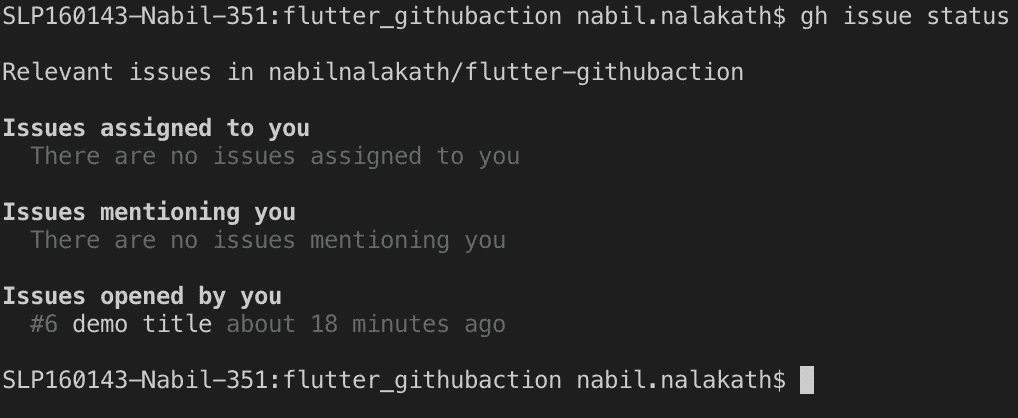 SLP160143-Nabil-351:flutter_githubaction nabil.nalakath$ gh issue status
Relevant issues in nabilnalakath/flutter-githubaction
Issues assigned to you
There are no issues assigned to you
Issues mentioning you
There are no issues mentioning you
Issues opened by you
#6 demo title about 18 minutes ago
SLP160143-Nabil-351:flutter_githubaction nabil.nalakath$